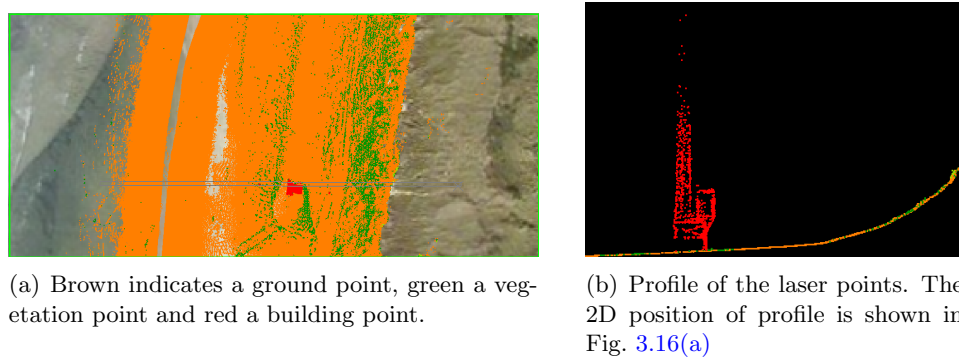 (a) Brown indicates a ground point, green a veg-
etation point and red a building point.
(b) Profile of the laser points. The
2D position of profile is shown in
Fig. 3.16(a)